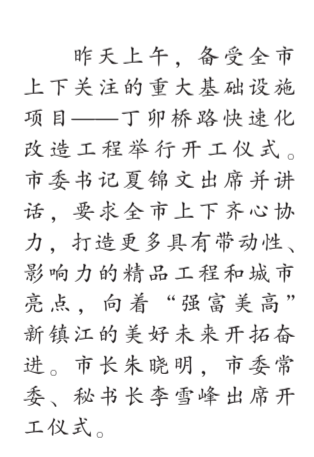 昨天上午，备受全市
上下关注的重大基础设施
项目——丁卯桥路快速化
改造工程举行开工仪式。
市委书记夏锦文出席并讲
话，要求全市上下齐心协
力，打造更多具有带动性、
影响力的精品工程和城市
亮点，向着“强富美高”
新镇江的美好未来开拓奋
进。市长朱晓明，市委常
委、秘书长李雪峰出席开
工仪式。